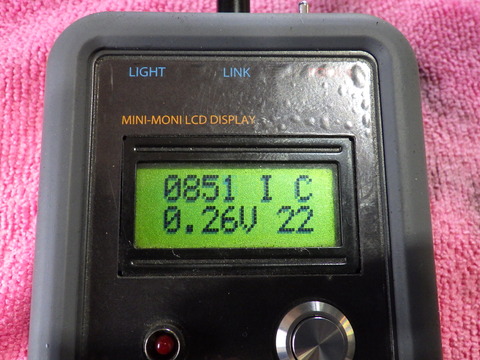 LIGHT LINK
MINI-MONI LCD DISPLAY
0851 I C
0.26V 22